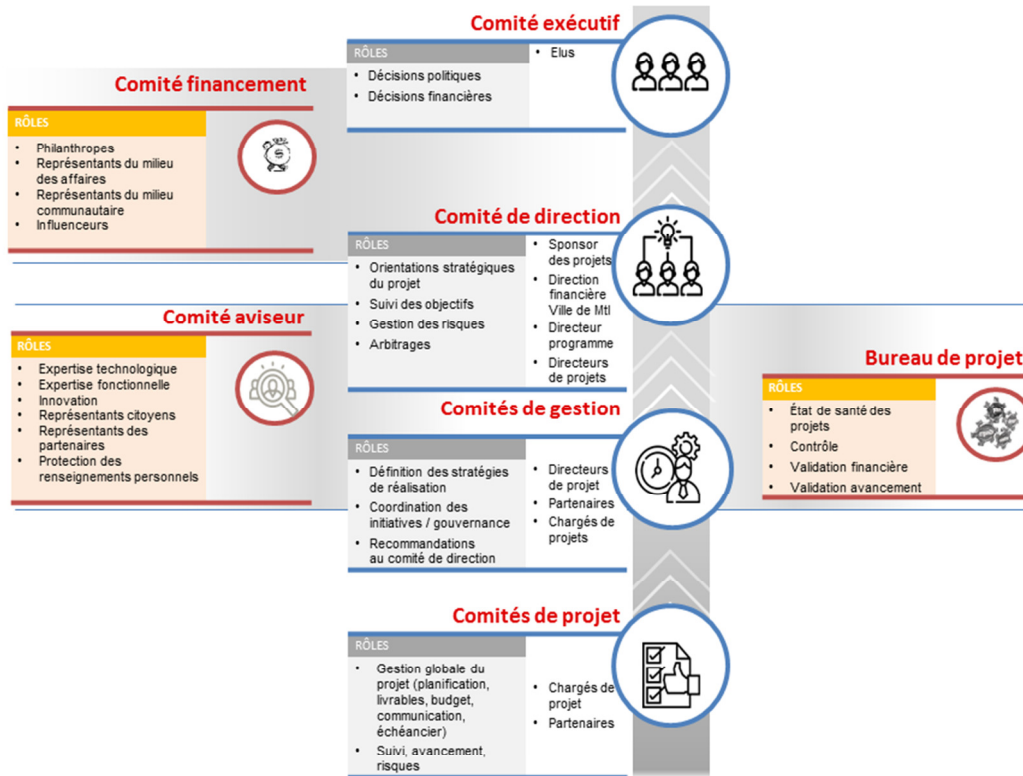 Comité exécutif
RÔLES
• Décisions politiques
• Décisions financières
• Elus
Comité financement
RÔLES
• Philanthropes
• Représentants du milieu
des affaires
• Représentants du milieu
communautaire
• Influenceurs
Comité de direction
RÔLES
• Orientations stratégiques
du projet
• Suivi des objectifs
• Gestion des risques
• Arbitrages
• Sponsor
des projets
• Direction
financière
Ville de Mtl
• Directeur
programme
• Directeurs
de projets
Comité aviseur
RÔLES
• Expertise technologique
• Expertise fonctionnelle
• Innovation
• Représentants citoyens
• Représentants des
partenaires
• Protection des
renseignements personnels
Bureau de projet
RÔLES
• État de santé des
projets
• Contrôle
• Validation financière
• Validation avancement
Comités de gestion
RÔLES
• Définition des stratégies
de réalisation
• Coordination des
initiatives / gouvernance
• Recommandations
au comité de direction
• Directeurs
de projet
• Partenaires
• Chargés de
projets
Comités de projet
RÔLES
• Gestion globale du
projet (planification,
livrables, budget,
communication,
échéancier)
• Suivi, avancement,
risques
• Chargés de
projet
• Partenaires